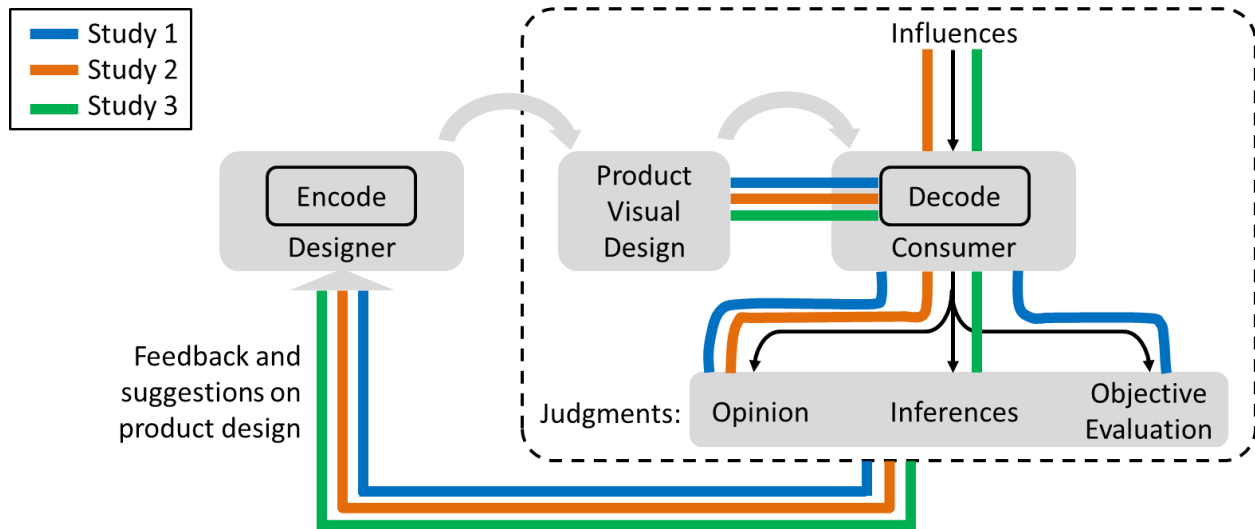 Study 1
Study 2
Study 3
Influences
Encode
Designer
Product
Visual
Design
Decode
Consumer
Feedback and
suggestions on
product design
Judgments:
Opinion
Inferences
Objective
Evaluation